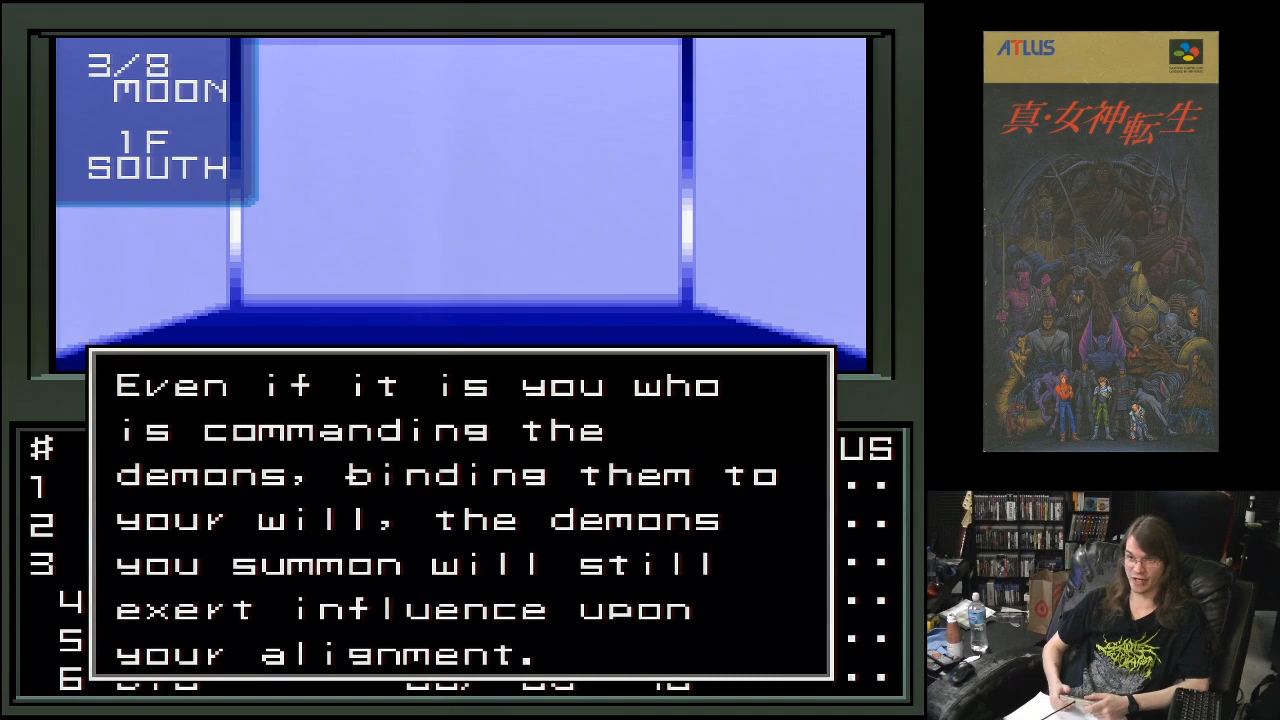 3/8
MOON
1F
SOUTH
Even if it is you who
is commanding the
demons, binding them to
your will, the demons
you summon will still
exert influence upon
your alignment.
#
1
2
3
4
5
6
US
ATLUS
真・女神転生